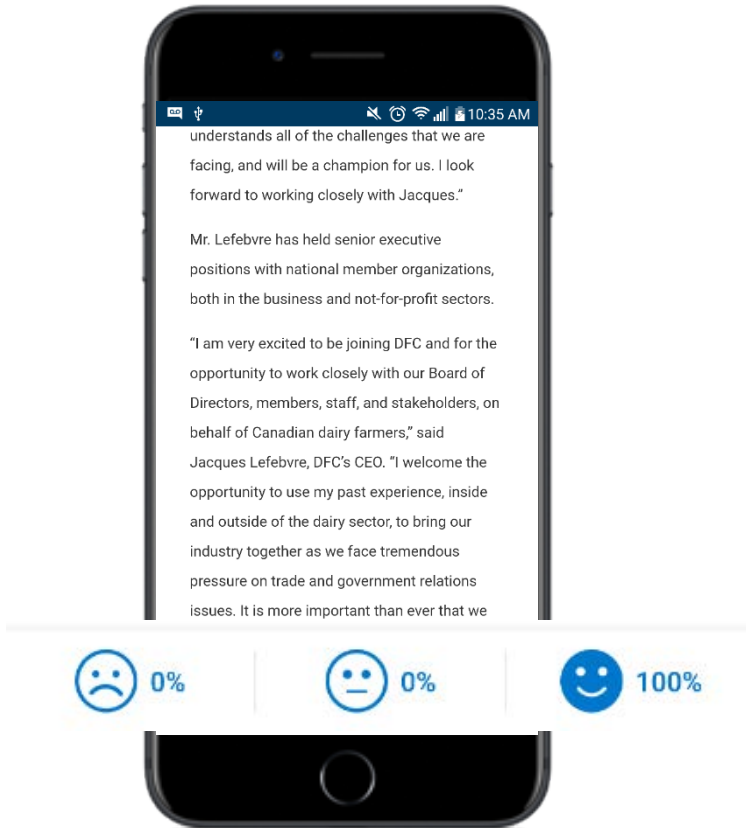 10:35 AM
understands all of the challenges that we are
facing, and will be a champion for us. I look
forward to working closely with Jacques.”
Mr. Lefebvre has held senior executive
positions with national member organizations,
both in the business and not-for-profit sectors.
“I am very excited to be joining DFC and for the
opportunity to work closely with our Board of
Directors, members, staff, and stakeholders, on
behalf of Canadian dairy farmers,” said
Jacques Lefebvre, DFC’s CEO. “I welcome the
opportunity to use my past experience, inside
and outside of the dairy sector, to bring our
industry together as we face tremendous
pressure on trade and government relations
issues. It is more important than ever that we
0% 0% 100%